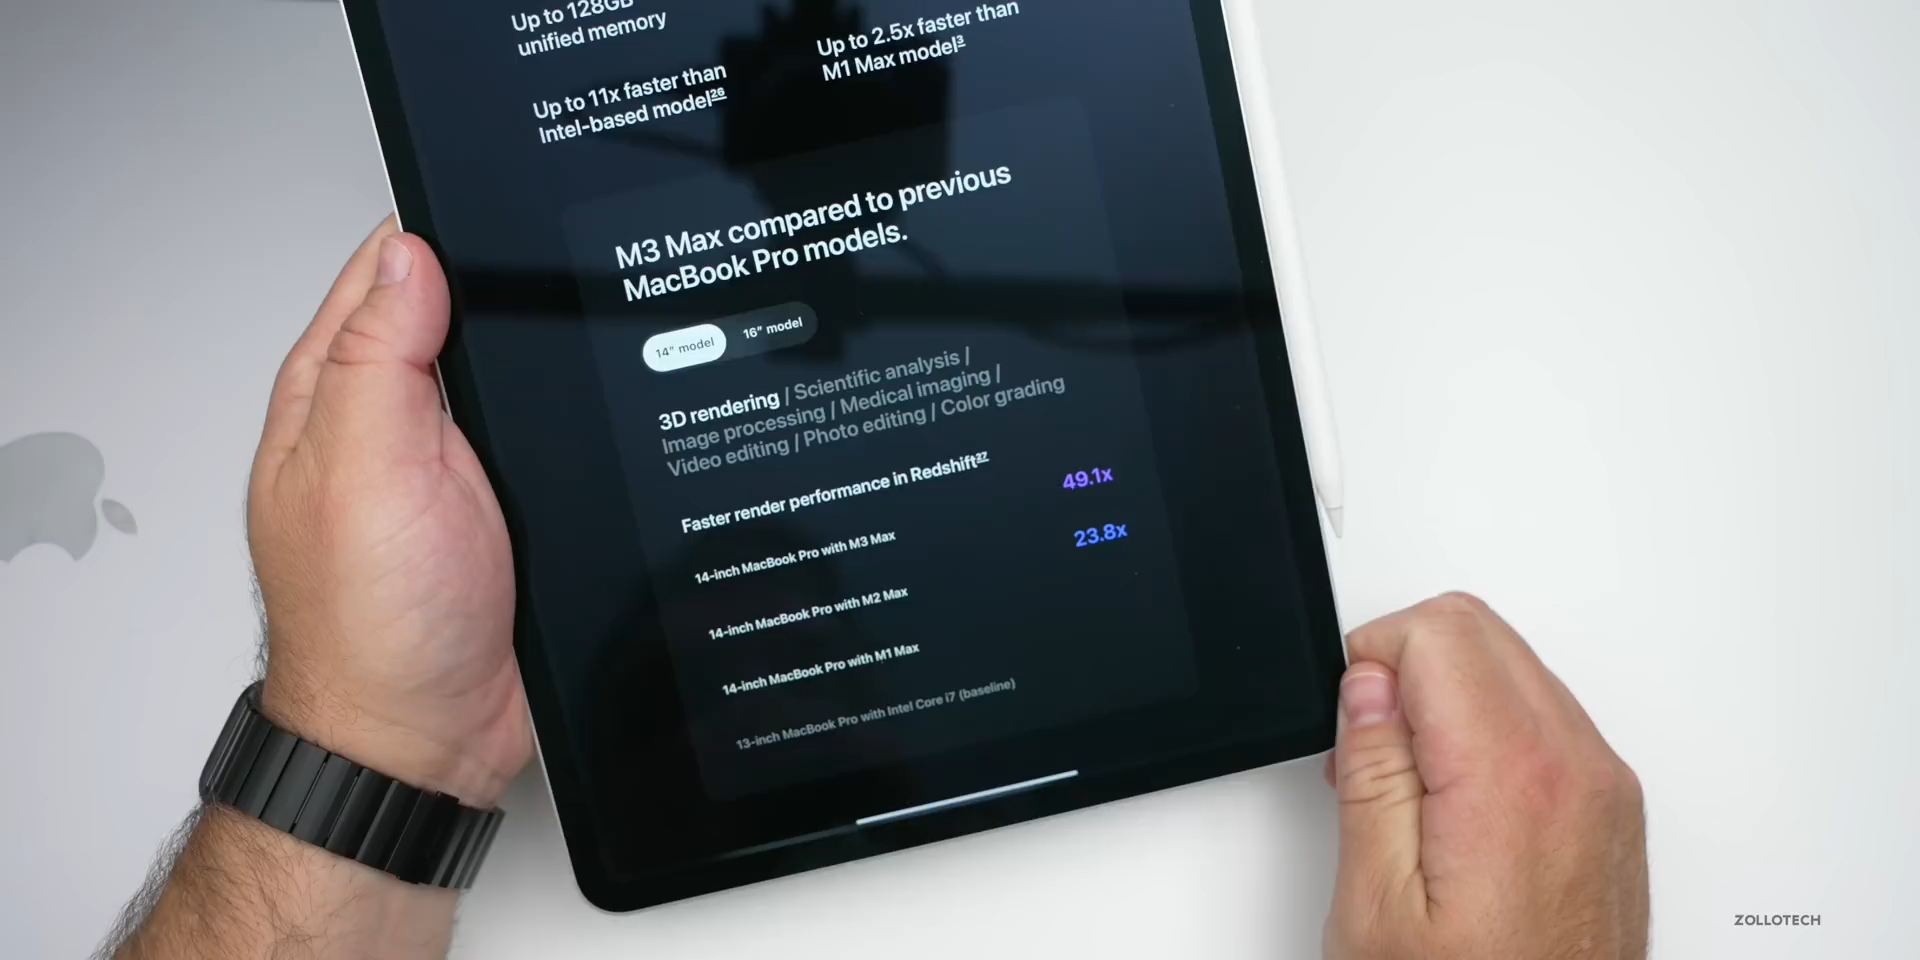 Up to 128GB
unified memory
Up to 11x faster than
Intel-based model26
Up to 2.5x faster than
M1 Max model3
M3 Max compared to previous
MacBook Pro models.
14" model
16" model
3D rendering / Scientific analysis /
Image processing / Medical imaging /
Video editing / Photo editing / Color grading
Faster render performance in Redshift27
14-inch MacBook Pro with M3 Max
49.1x
14-inch MacBook Pro with M2 Max
23.8x
14-inch MacBook Pro with M1 Max
13-inch MacBook Pro with Intel Core i7 (baseline)
ZOLLOTECH